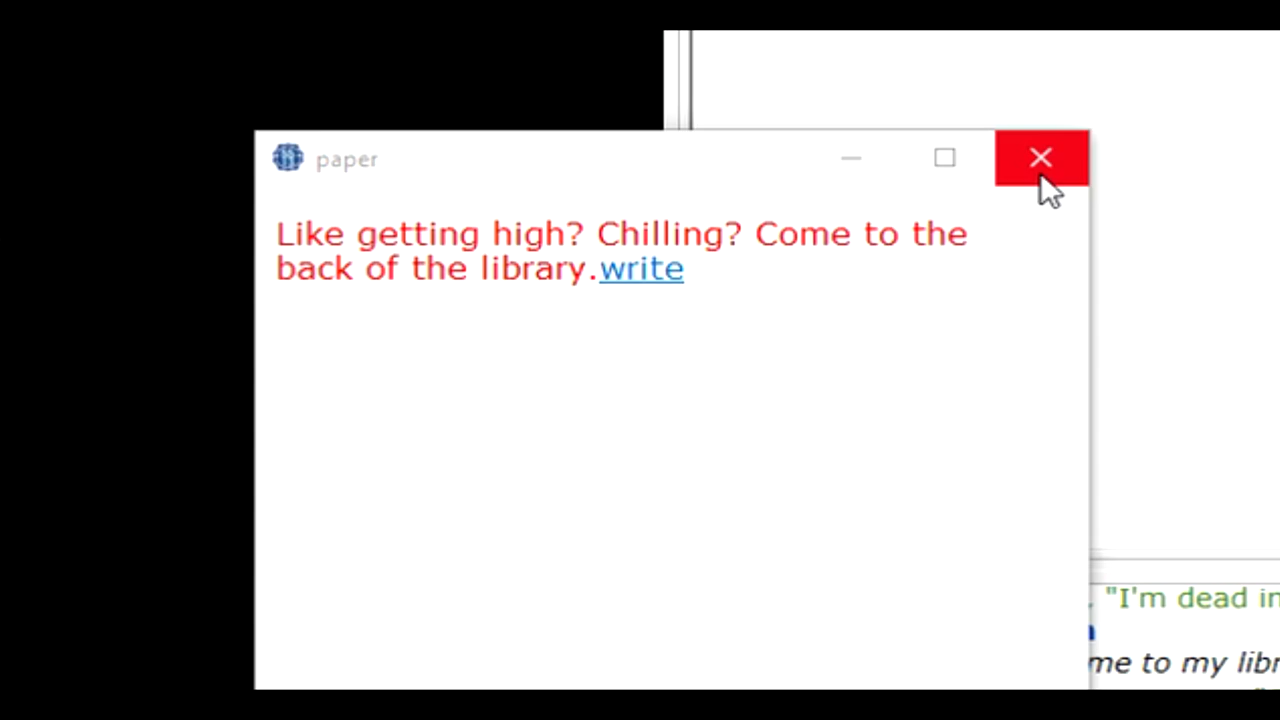 paper
Like getting high? Chilling? Come to the
back of the library.write
"I'm dead in
me to my libr